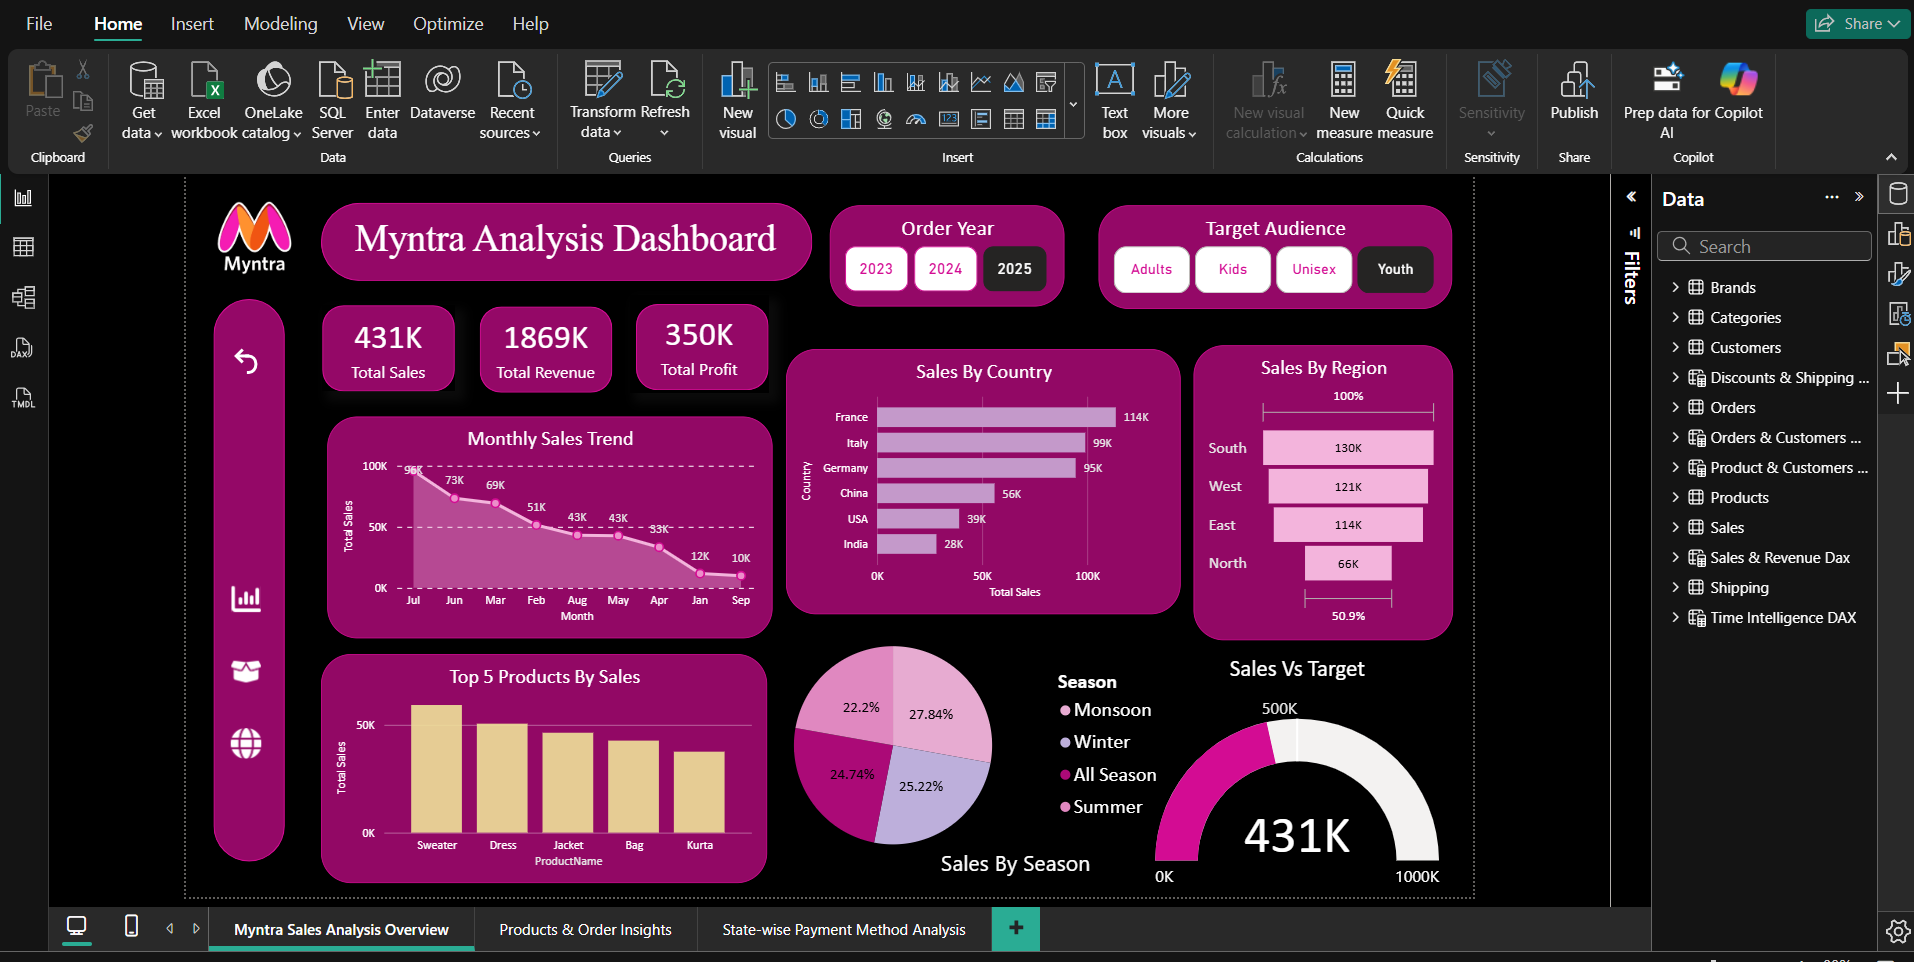 File Home Insert Modeling View Optimize Help Share
Paste
Get data
Excel workbook
OneLake catalog
SQL Server
Enter data
Dataverse
Recent sources
Transform data
Refresh
New visual
Text box
More visuals
New visual calculation
New measure
Quick measure
Sensitivity
Publish
Prep data for AI
Copilot
Clipboard Data Queries Insert Calculations Sensitivity Share Copilot
DAX
TMDL
Myntra
Myntra Analysis Dashboard
Order Year
2023 2024 2025
Target Audience
Adults Kids Unisex Youth
431K
Total Sales
1869K
Total Revenue
350K
Total Profit
Monthly Sales Trend
Total Sales
100K
50K
0K
96K 73K 69K 51K 43K 43K 33K 12K 10K
Jul Jun Mar Feb Aug May Apr Jan Sep
Month
Sales By Country
Country
France 114K
Italy 99K
Germany 95K
China 56K
USA 39K
India 28K
0K 50K 100K
Total Sales
Sales By Region
100%
South 130K
West 121K
East 114K
North 66K
50.9%
Top 5 Products By Sales
Total Sales
50K
0K
Sweater Dress Jacket Bag Kurta
ProductName
22.2% 27.84%
24.74% 25.22%
Season
Monsoon
Winter
All Season
Summer
Sales By Season
Sales Vs Target
500K
431K
0K 1000K
Filters
Data
Search
Brands
Categories
Customers
Discounts & Shipping ...
Orders
Orders & Customers ...
Product & Customers ...
Products
Sales
Sales & Revenue Dax
Shipping
Time Intelligence DAX
Myntra Sales Analysis Overview Products & Order Insights State-wise Payment Method Analysis